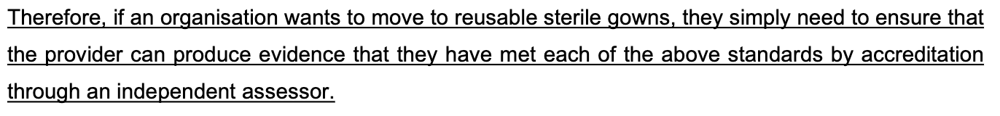 Therefore, if an organisation wants to move to reusable sterile gowns, they simply need to ensure that
the provider can produce evidence that they have met each of the above standards by accreditation
through an independent assessor.